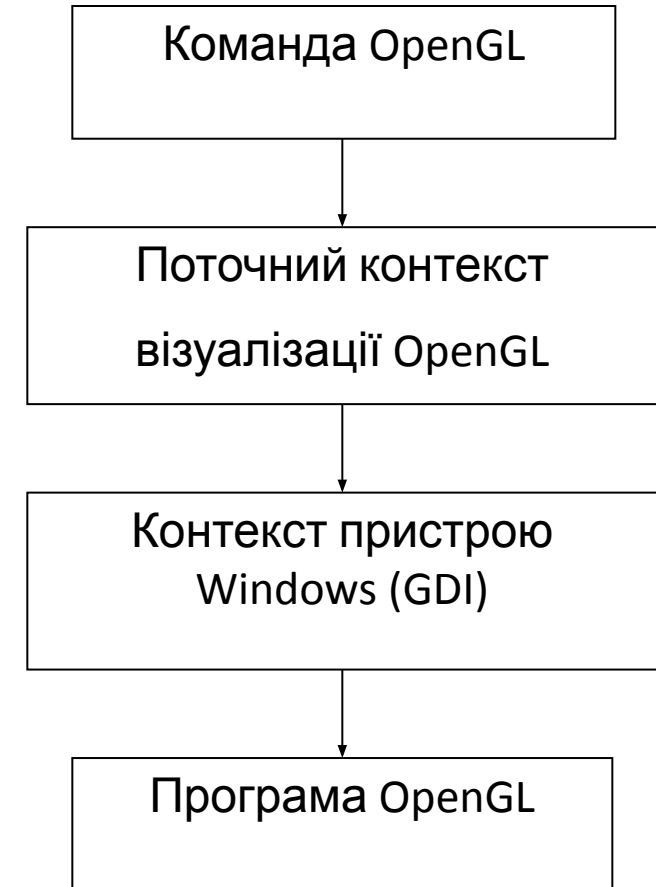 Команда OpenGL
Поточний контекст
візуалізації OpenGL
Контекст пристрою
Windows (GDI)
Програма OpenGL